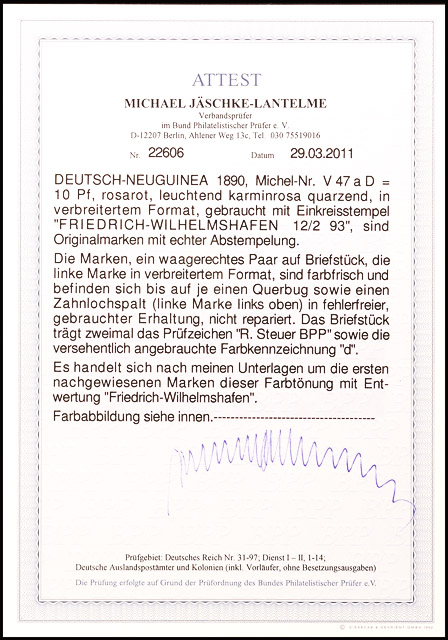 ATTEST
MICHAEL JÄSCHKE-LANTELME
Verbandsprüfer
im Bund Philatelistischer Prüfer e. V.
D-12207 Berlin, Ahlener Weg 13c, Tel. 030 75519016
Nr. 22606 Datum 29.03.2011
DEUTSCH-NEUGUINEA 1890, Michel-Nr. V 47 a D =
10 Pf, rosarot, leuchtend karminrosa quarzend, in
verbreitertem Format, gebraucht mit Einkreisstempel
"FRIEDRICH-WILHELMSHAFEN 12/2 93", sind
Originalmarken mit echter Abstempelung.
Die Marken, ein waagerechtes Paar auf Briefstück, die
linke Marke in verbreitertem Format, sind farbfrisch und
befinden sich bis auf je einen Querbug sowie einen
Zahnlochspalt (linke Marke links oben) in fehlerfreier,
gebrauchter Erhaltung, nicht repariert. Das Briefstück
trägt zweimal das Prüfzeichen "R. Steuer BPP" sowie die
versehentlich angebrauchte Farbkennzeichnung "d".
Es handelt sich nach meinen Unterlagen um die ersten
nachgewiesenen Marken dieser Farbtönung mit Ent-
wertung "Friedrich-Wilhelmshafen".
Farbabbildung siehe innen.-----------------------------------
Prüfgebiet: Deutsches Reich Nr. 31-97; Dienst I – II, 1-14;
Deutsche Auslandspostämter und Kolonien (inkl. Vorläufer, ohne Besetzungsausgaben)
Die Prüfung erfolgte auf Grund der Prüfordnung des Bundes Philatelistischer Prüfer e.V.